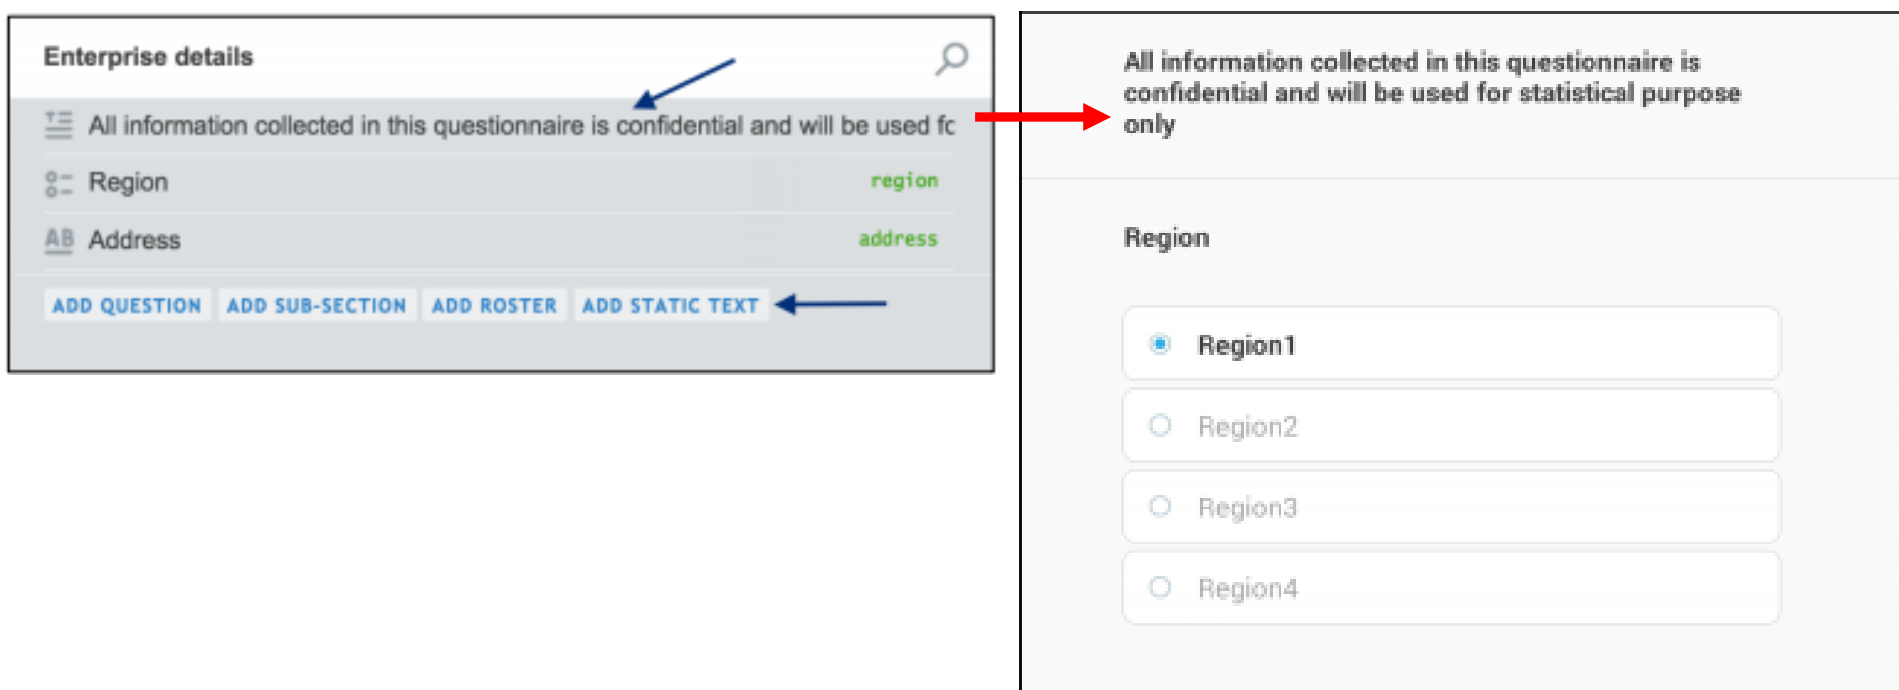 Enterprise details
All information collected in this questionnaire is confidential and will be used fo
Region region
AB Address address
ADD QUESTION ADD SUB-SECTION ADD ROSTER ADD STATIC TEXT
All information collected in this questionnaire is
confidential and will be used for statistical purpose
only
Region
Region1
Region2
Region3
Region4